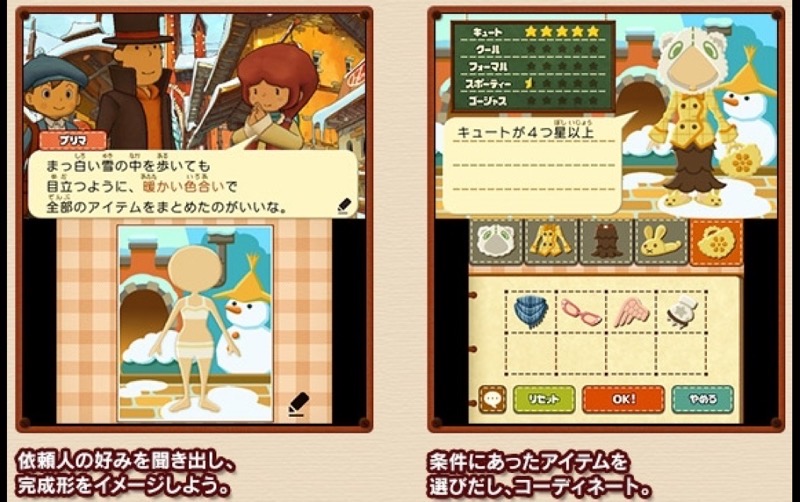 プリマ
まっ白い雪の中を歩いても
目立つように、暖かい色合いで
全部のアイテムをまとめたのがいいな。
依頼人の好みを聞き出し、
完成形をイメージしよう。
キュート
クール
フォーマル
スポーティー
ゴージャス
キュートが4つ星以上
リセット
OK!
やめる
条件にあったアイテムを
選びだし、コーディネート。